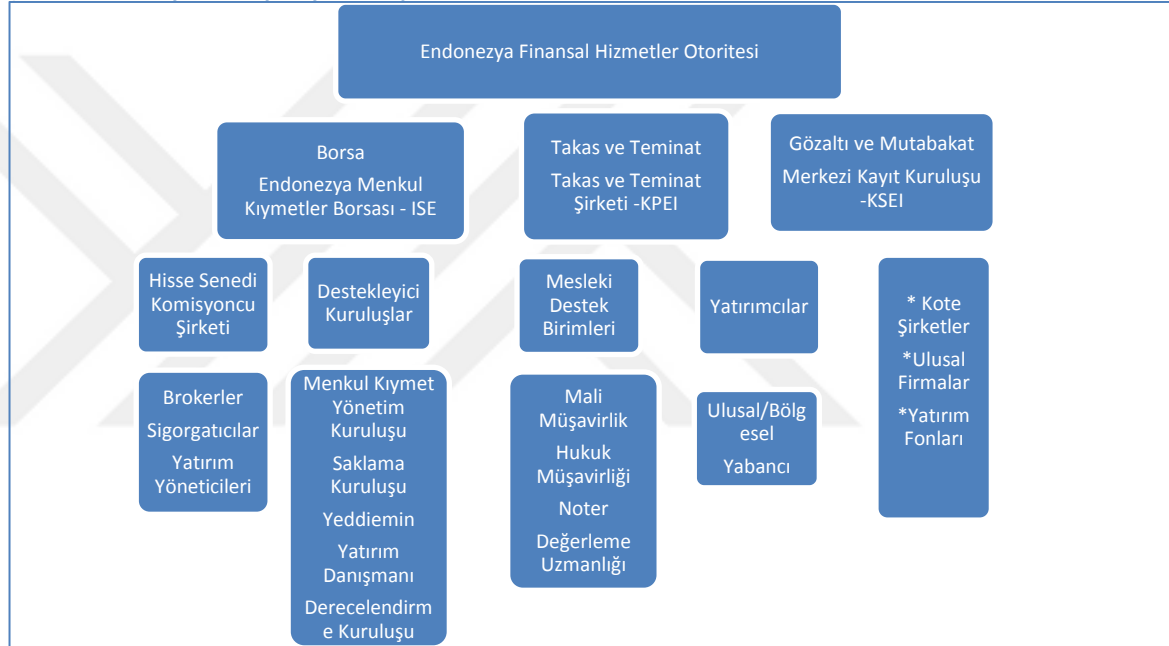 Endonezya Finansal Hizmetler Otoritesi
Borsa
Endonezya Menkul
Kıymetler Borsası - ISE
Takas ve Teminat
Takas ve Teminat
Şirketi -KPEI
Gözaltı ve Mutabakat
Merkezi Kayıt Kuruluşu
-KSEI
Hisse Senedi
Komisyoncu
Şirketi
Destekleyici
Kuruluşlar
Mesleki
Destek
Birimleri
Yatırımcılar
* Kote
Şirketler
*Ulusal
Firmalar
*Yatırım
Fonları
Brokerler
Sigorgatıcılar
Yatırım
Yöneticileri
Menkul Kıymet
Yönetim
Kuruluşu
Saklama
Kuruluşu
Yeddiemin
Yatırım
Danışmanı
Derecelendirm
e Kuruluşu
Mali
Müşavirlik
Hukuk
Müşavirliği
Noter
Değerleme
Uzmanlığı
Ulusal/Bölg
esel
Yabancı